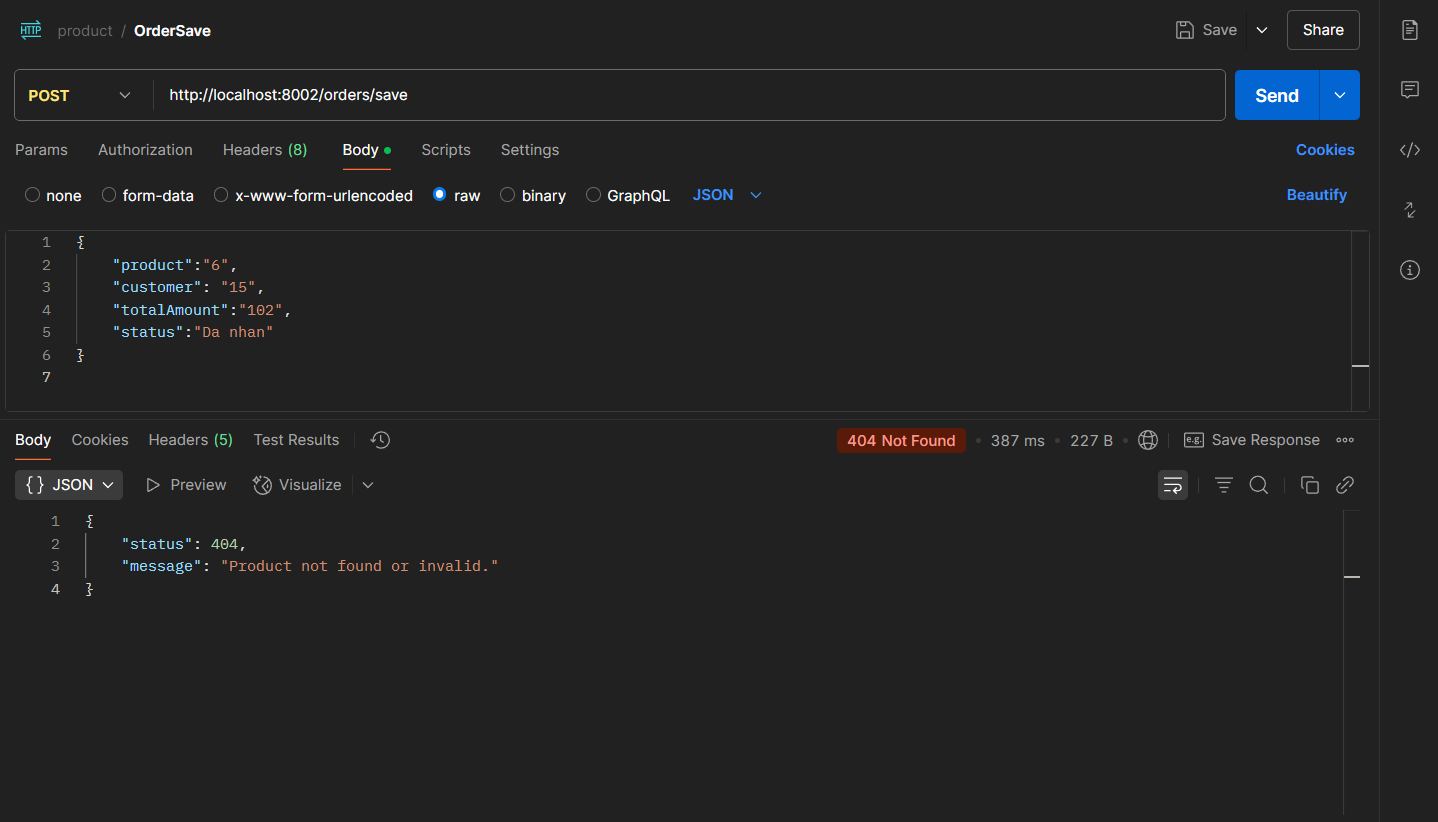 HTTP product / OrderSave Save Share
POST http://localhost:8002/orders/save Send
Params Authorization Headers (8) Body Scripts Settings Cookies
none form-data x-www-form-urlencoded raw binary GraphQL JSON Beautify
1 {
2 "product":"6",
3 "customer": "15",
4 "totalAmount":"102",
5 "status":"Da nhan"
6 }
7
Body Cookies Headers (5) Test Results 404 Not Found • 387 ms • 227 B • e.g. Save Response
{} JSON Preview Visualize
1 {
2 "status": 404,
3 "message": "Product not found or invalid."
4 }